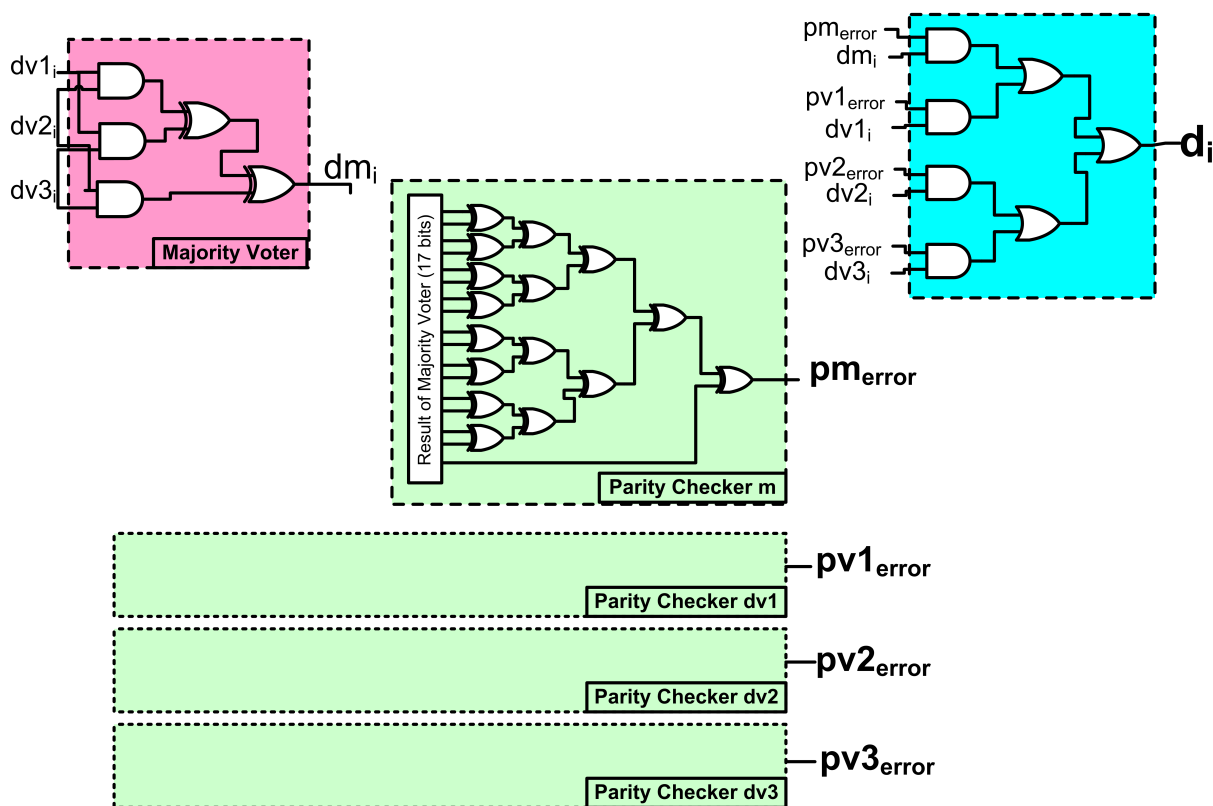 dv1i
dv2i
dv3i
dmi
Majority Voter
Result of Majority Voter (17 bits)
pmerror
Parity Checker m
pmerror
dmi
pv1error
dv1i
pv2error
dv2i
pv3error
dv3i
di
pv1error
Parity Checker dv1
pv2error
Parity Checker dv2
pv3error
Parity Checker dv3